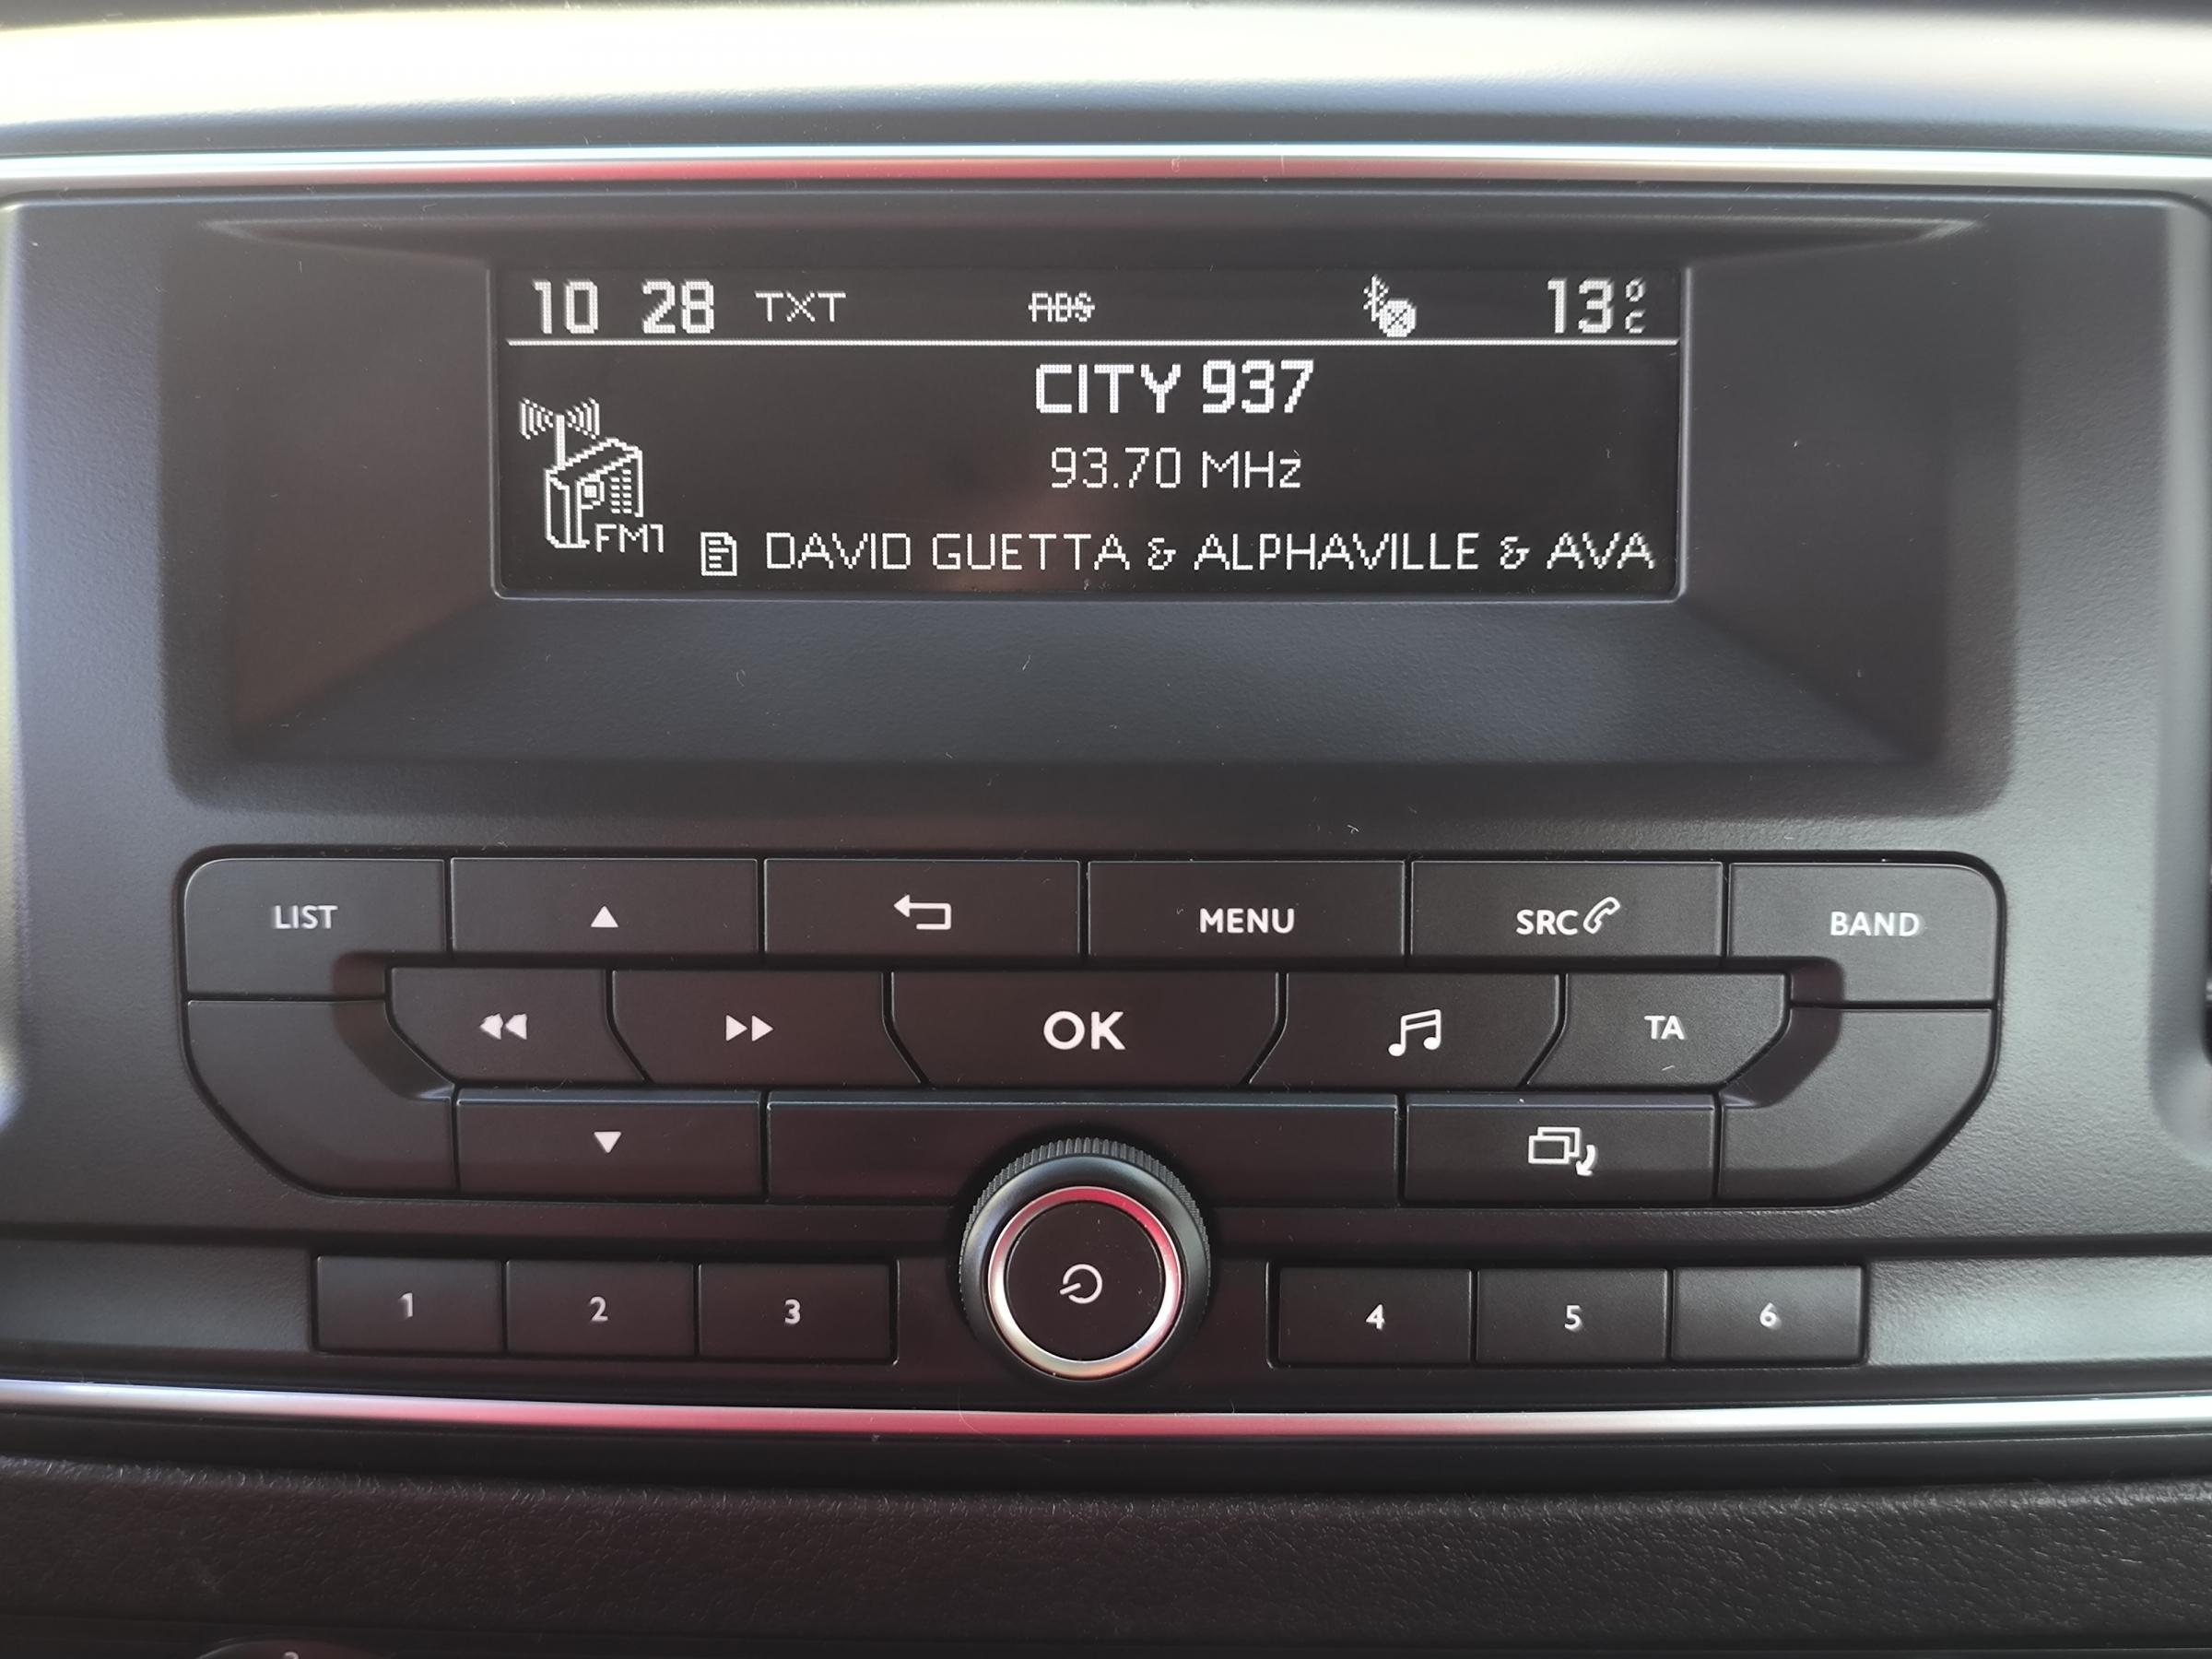 10 28 TXT ABS 13°C
CITY 937
93.70 MHz
FM1
DAVID GUETTA & ALPHAVILLE & AVA
LIST MENU SRC BAND
OK TA
1 2 3 4 5 6